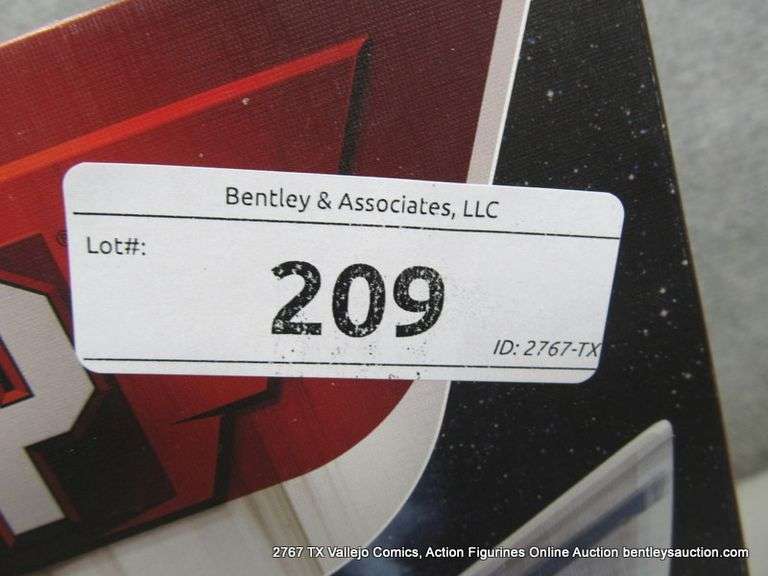 Bentley & Associates, LLC
Lot#:
209
ID: 2767-TX
P
2767 TX Vallejo Comics, Action Figurines Online Auction bentleysauction.com